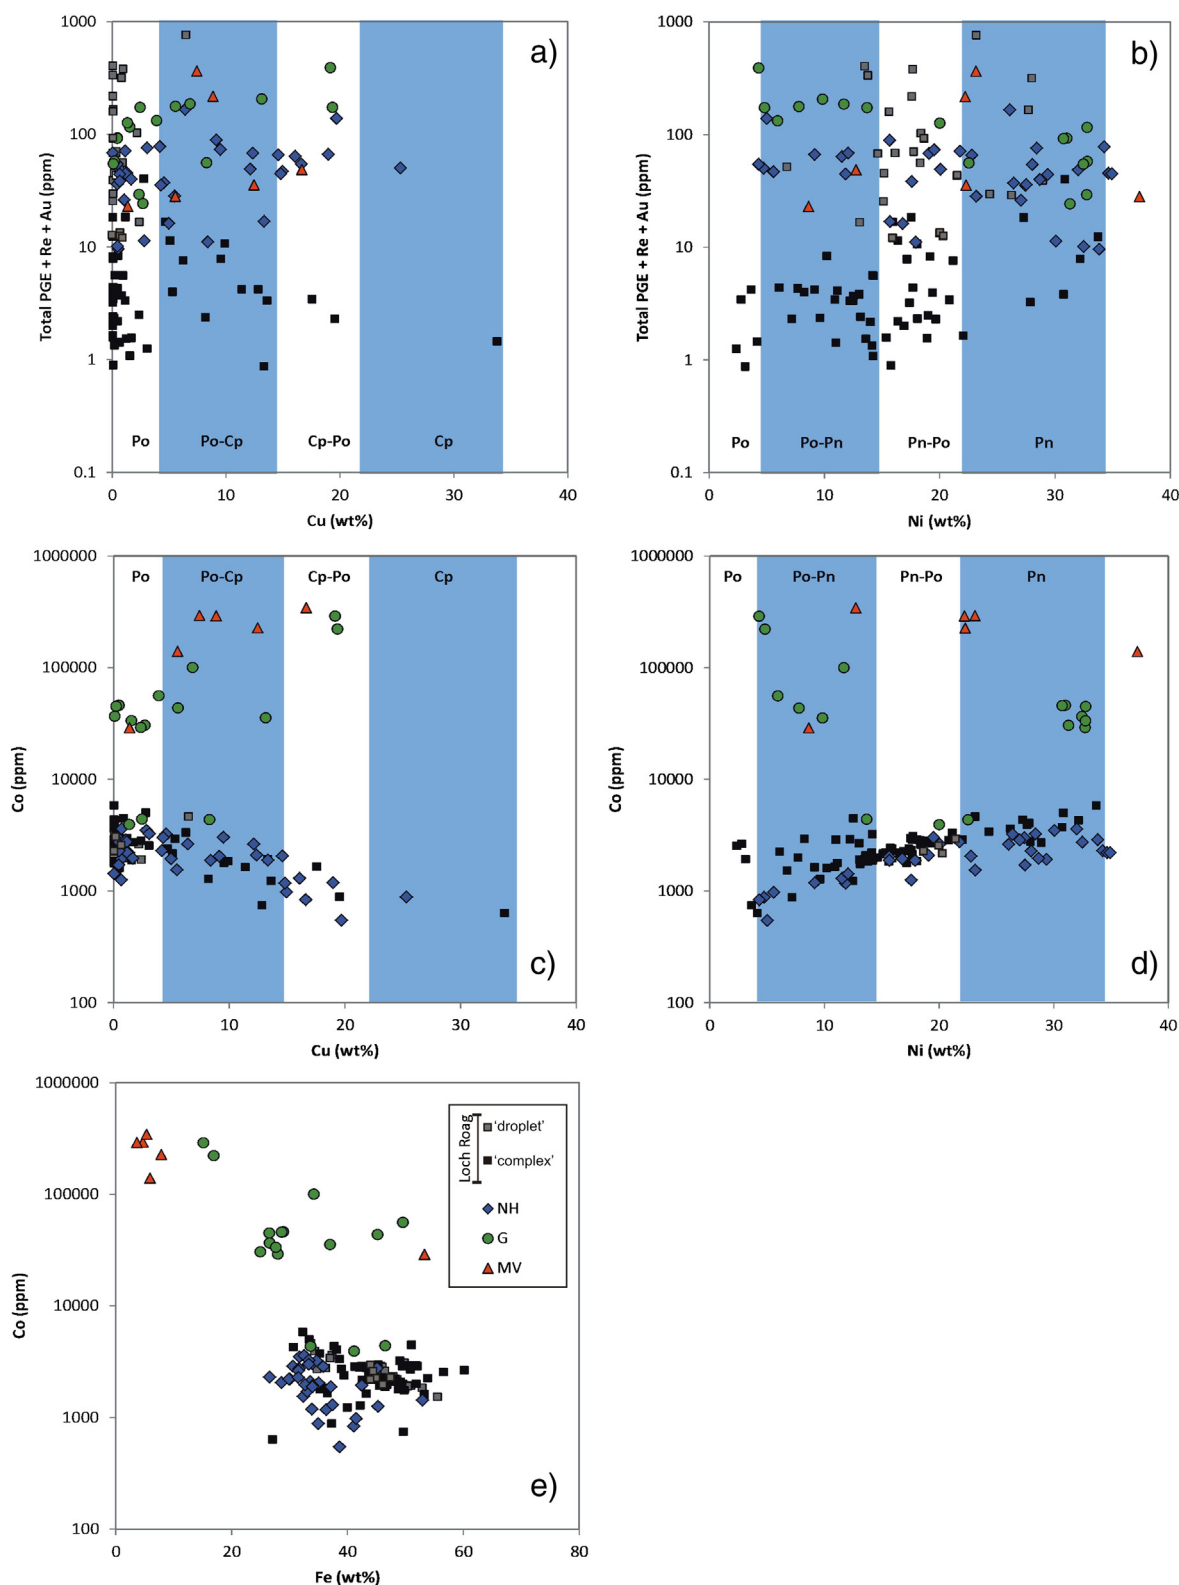 a)
1000
100
10
1
0.1
Total PGE + Re + Au (ppm)
Po
Po-Cp
Cp-Po
Cp
0
10
20
30
40
Cu (wt%)
b)
1000
100
10
1
0.1
Total PGE + Re + Au (ppm)
Po
Po-Pn
Pn-Po
Pn
0
10
20
30
40
Ni (wt%)
1000000
100000
10000
1000
100
Co (ppm)
Po
Po-Cp
Cp-Po
Cp
c)
0
10
20
30
40
Cu (wt%)
1000000
100000
10000
1000
100
Co (ppm)
Po
Po-Pn
Pn-Po
Pn
d)
0
10
20
30
40
Ni (wt%)
1000000
100000
10000
1000
100
Co (ppm)
Loch Roag
'droplet'
'complex'
NH
G
MV
e)
0
20
40
60
80
Fe (wt%)